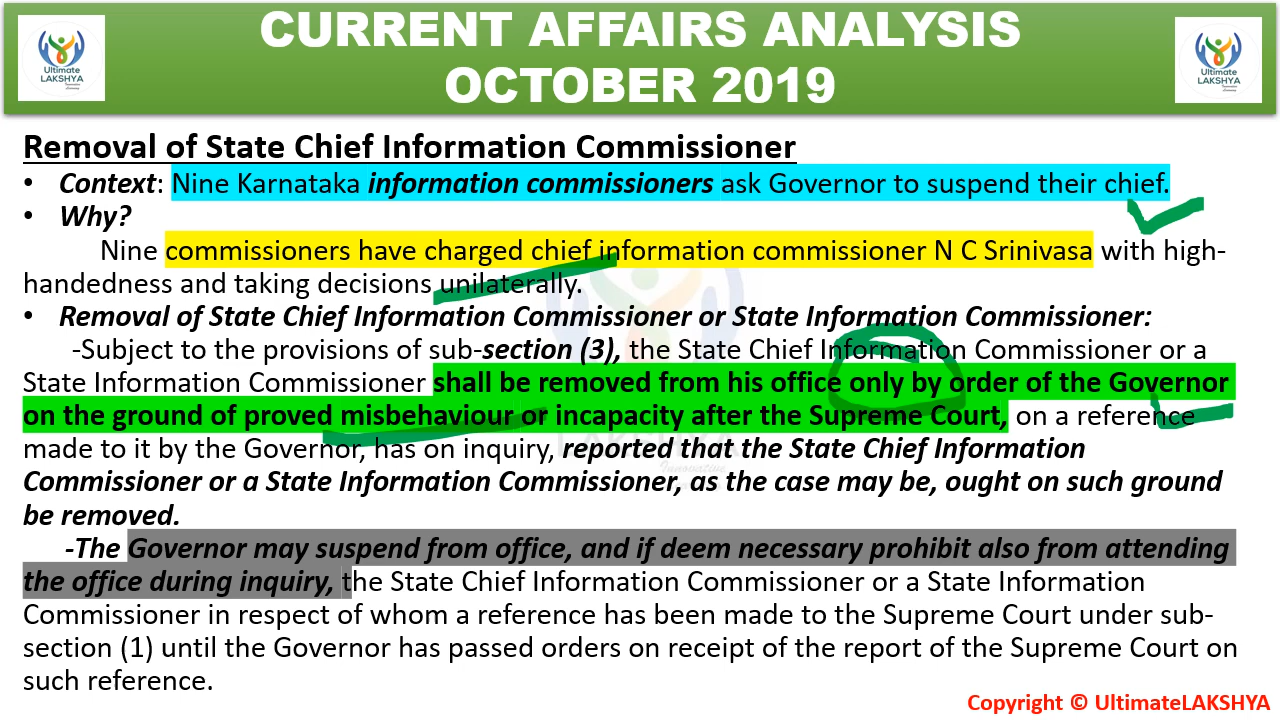 CURRENT AFFAIRS ANALYSIS
OCTOBER 2019
Ultimate
LAKSHYA
Ultimate
LAKSHYA
Removal of State Chief Information Commissioner
• Context: Nine Karnataka information commissioners ask Governor to suspend their chief.
• Why?
Nine commissioners have charged chief information commissioner N C Srinivasa with high-
handedness and taking decisions unilaterally.
• Removal of State Chief Information Commissioner or State Information Commissioner:
-Subject to the provisions of sub-section (3), the State Chief Information Commissioner or a
State Information Commissioner shall be removed from his office only by order of the Governor
on the ground of proved misbehaviour or incapacity after the Supreme Court, on a reference
made to it by the Governor, has on inquiry, reported that the State Chief Information
Commissioner or a State Information Commissioner, as the case may be, ought on such ground
be removed.
-The Governor may suspend from office, and if deem necessary prohibit also from attending
the office during inquiry, the State Chief Information Commissioner or a State Information
Commissioner in respect of whom a reference has been made to the Supreme Court under sub-
section (1) until the Governor has passed orders on receipt of the report of the Supreme Court on
such reference.
LAKSHYA
Innovative
Copyright © UltimateLAKSHYA